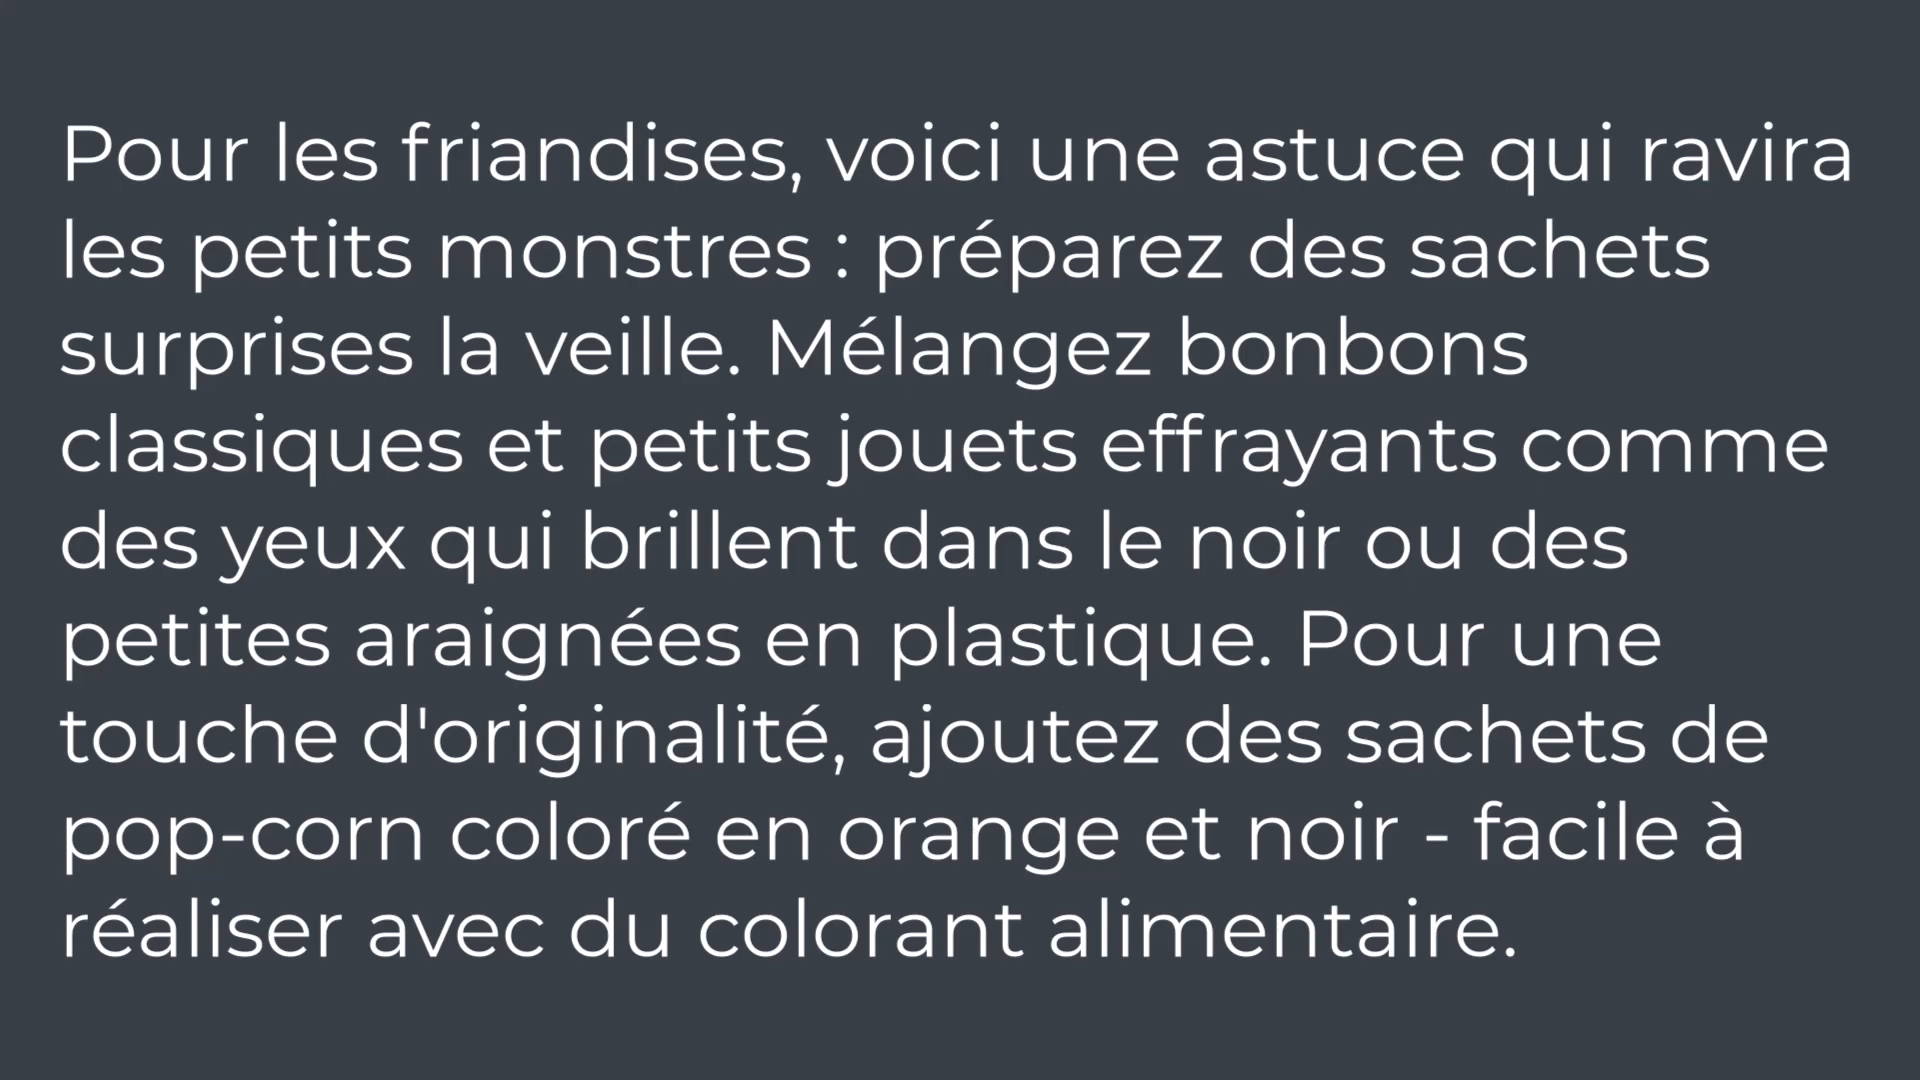 Pour les friandises, voici une astuce qui ravira
les petits monstres : préparez des sachets
surprises la veille. Mélangez bonbons
classiques et petits jouets effrayants comme
des yeux qui brillent dans le noir ou des
petites araignées en plastique. Pour une
touche d'originalité, ajoutez des sachets de
pop-corn coloré en orange et noir - facile à
réaliser avec du colorant alimentaire.